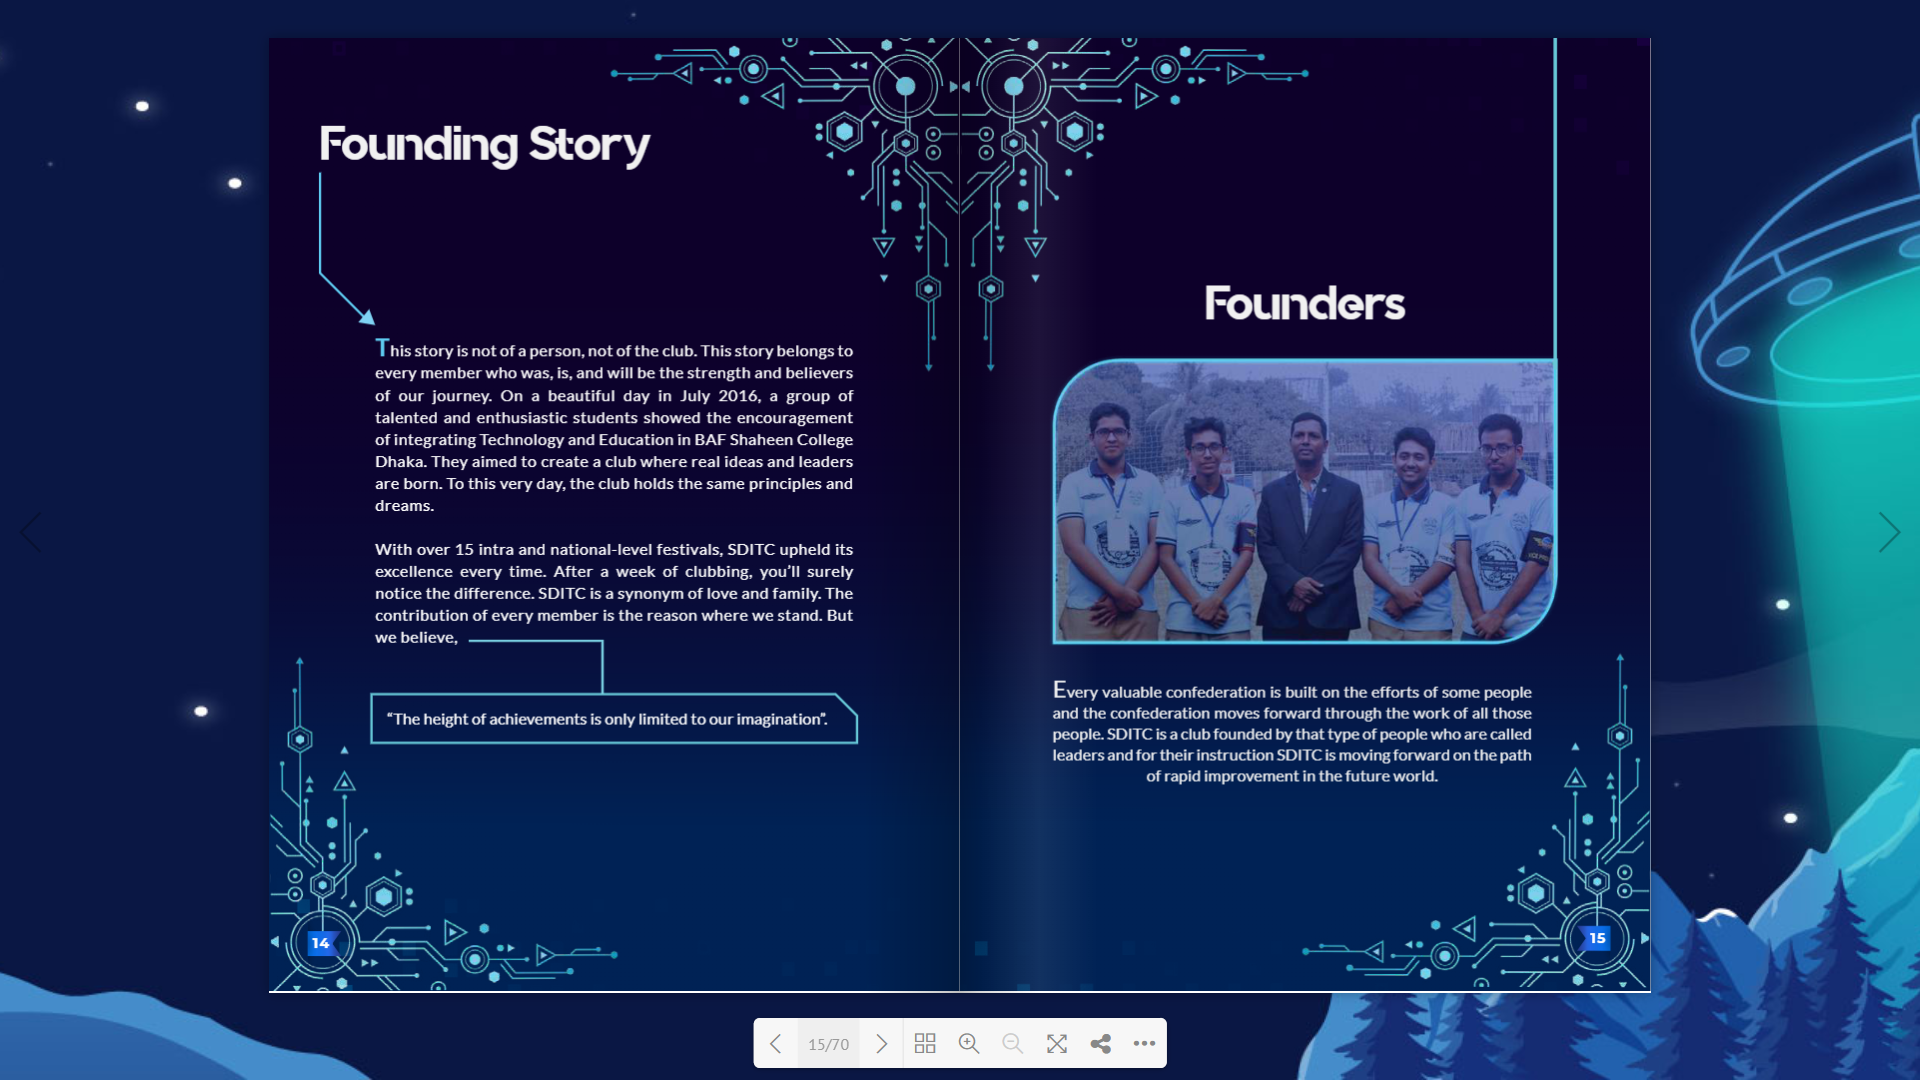 Founding Story
This story is not of a person, not of the club. This story belongs to
every member who was, is, and will be the strength and believers
of our journey. On a beautiful day in July 2016, a group of
talented and enthusiastic students showed the encouragement
of integrating Technology and Education in BAF Shaheen College
Dhaka. They aimed to create a club where real ideas and leaders
are born. To this very day, the club holds the same principles and
dreams.
With over 15 intra and national-level festivals, SDITC upheld its
excellence every time. After a week of clubbing, you’ll surely
notice the difference. SDITC is a synonym of love and family. The
contribution of every member is the reason where we stand. But
we believe,
“The height of achievements is only limited to our imagination”.
14
Founders
Every valuable confederation is built on the efforts of some people
and the confederation moves forward through the work of all those
people. SDITC is a club founded by that type of people who are called
leaders and for their instruction SDITC is moving forward on the path
of rapid improvement in the future world.
15
15/70